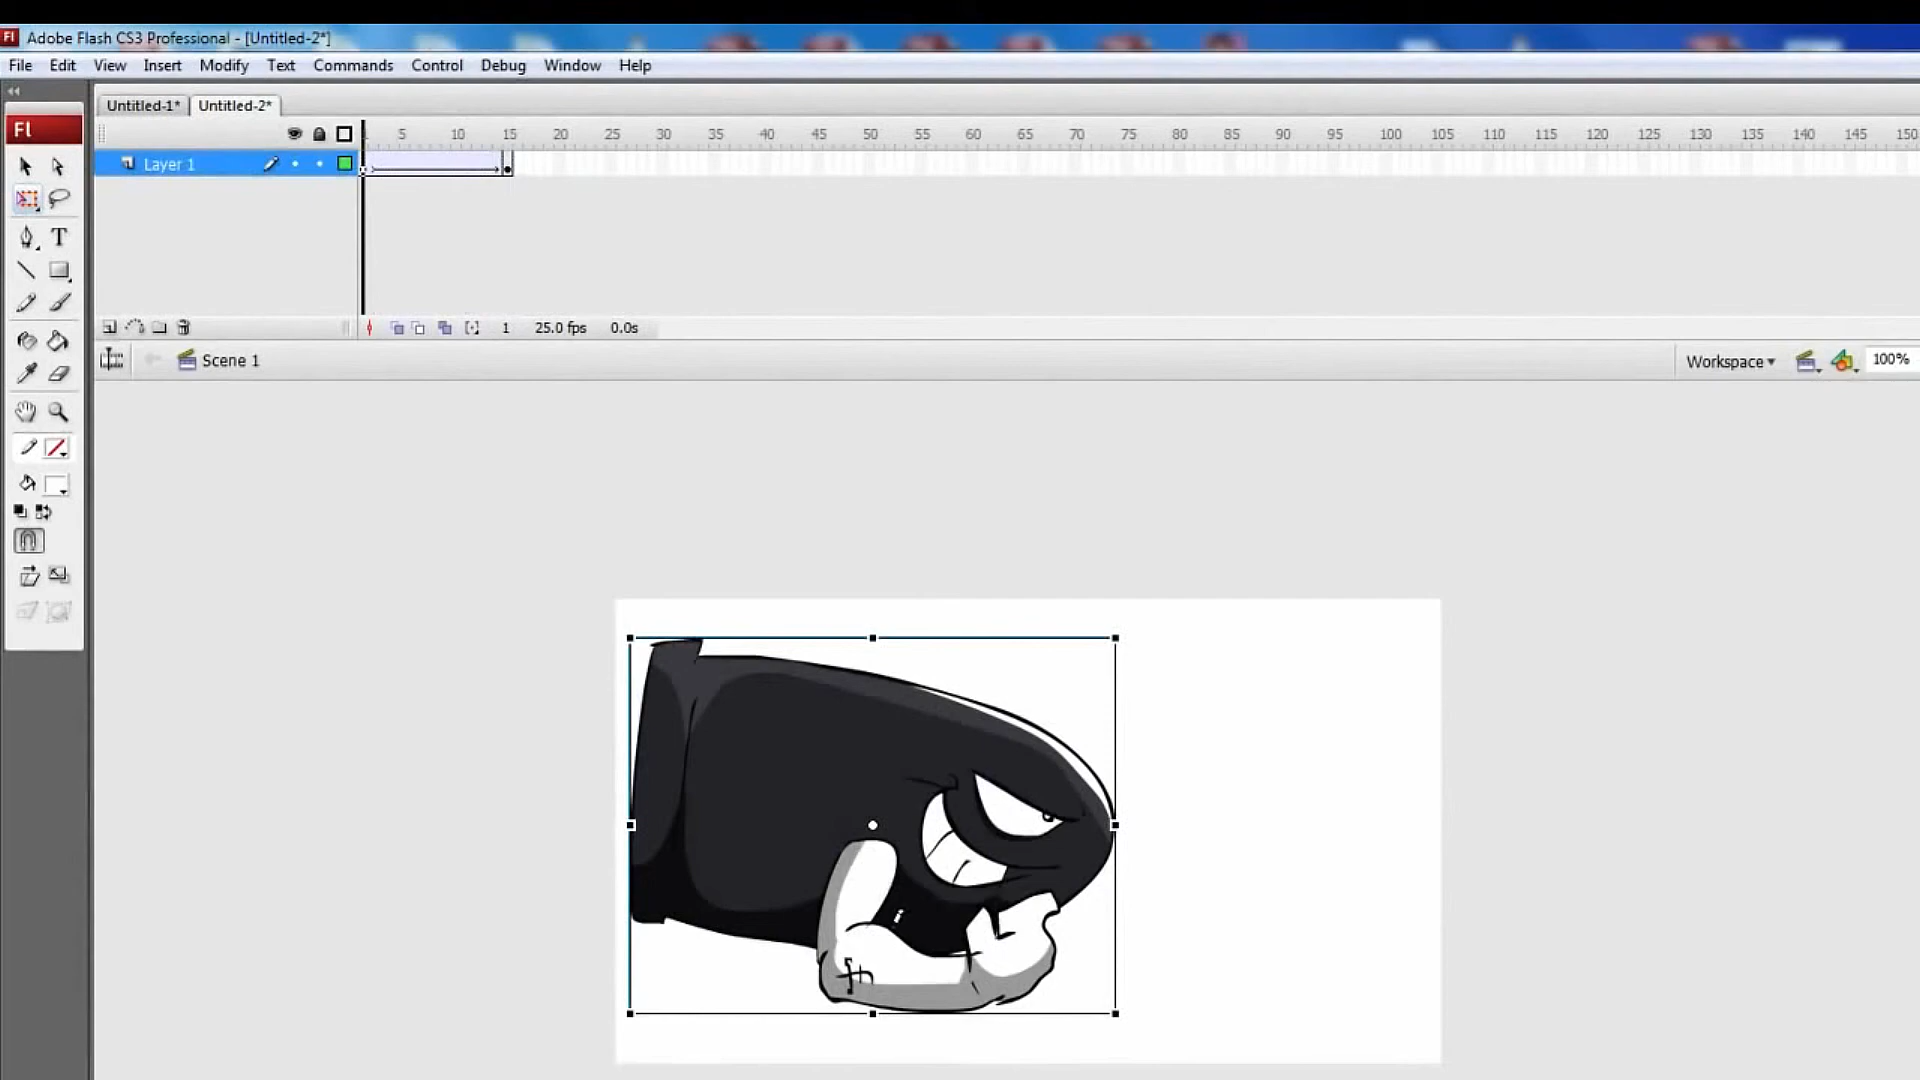 Fl Adobe Flash CS3 Professional - [Untitled-2*]
File Edit View Insert Modify Text Commands Control Debug Window Help
Untitled-1* Untitled-2*
Fl
5 10 15 20 25 30 35 40 45 50 55 60 65 70 75 80 85 90 95 100 105 110 115 120 125 130 135 140 145 150
Layer 1
T
1 25.0 fps 0.0s
Scene 1 Workspace 100%